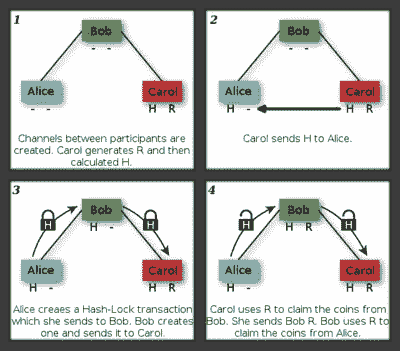 1
Bob
- -
Alice
- -
Carol
H R
Channels between participants are
created. Carol generates R and then
calculated H.
2
Bob
- -
Alice
H -
Carol
H R
Carol sends H to Alice.
3
Bob
H -
H
H
Alice
H -
Carol
H R
Alice creaes a Hash-Lock transaction
which she sends to Bob. Bob creates
one and sends it to Carol.
4
Bob
H R
H
H
Alice
H -
Carol
H R
Carol uses R to claim the coins from
Bob. She sends Bob R. Bob uses R to
claim the coins from Alice.